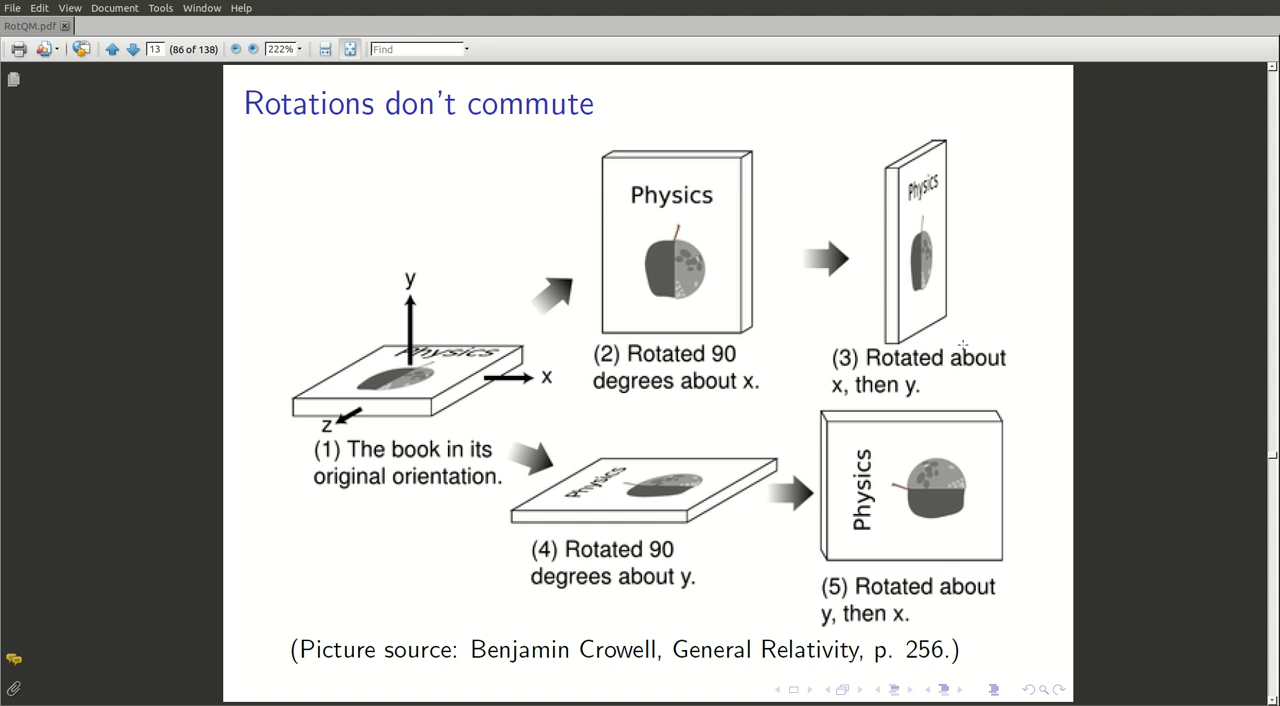 File Edit View Document Tools Window Help
RotQM.pdf
13 (86 of 138) 222% Find
Rotations don't commute
Physics
Physics
y
(2) Rotated 90
degrees about x.
(3) Rotated about
x, then y.
Physics
x
z
(1) The book in its
original orientation.
Physics
Physics
(4) Rotated 90
degrees about y.
(5) Rotated about
y, then x.
(Picture source: Benjamin Crowell, General Relativity, p. 256.)